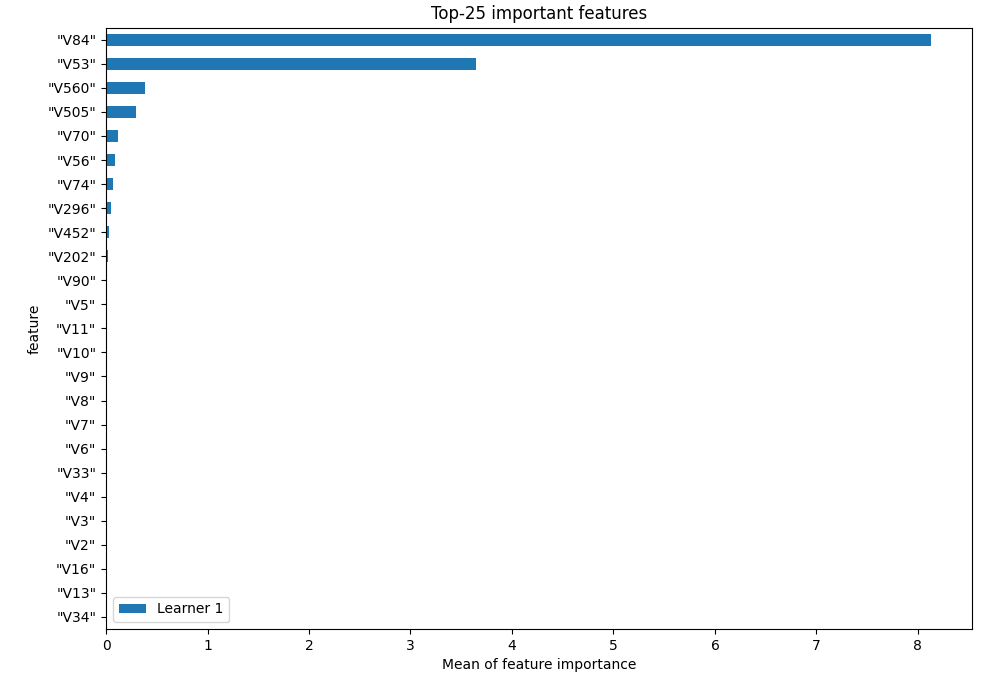 Top-25 important features
"V84"
"V53"
"V560"
"V505"
"V70"
"V56"
"V74"
"V296"
"V452"
"V202"
"V90"
"V5"
"V11"
"V10"
"V9"
"V8"
"V7"
"V6"
"V33"
"V4"
"V3"
"V2"
"V16"
"V13"
"V34"
feature
Learner 1
0 1 2 3 4 5 6 7 8
Mean of feature importance